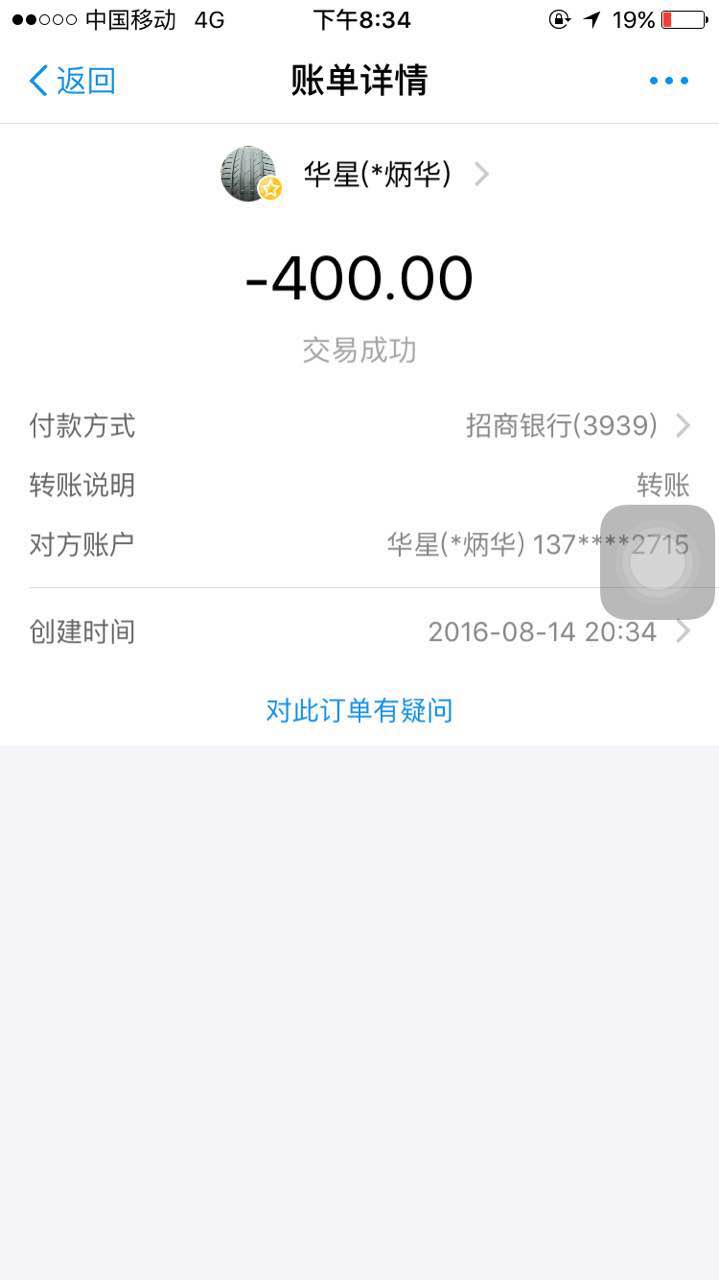 中国移动 4G 下午8:34 19%
返回 账单详情
华星(*炳华)
-400.00
交易成功
付款方式 招商银行(3939)
转账说明 转账
对方账户 华星(*炳华) 137****2715
创建时间 2016-08-14 20:34
对此订单有疑问